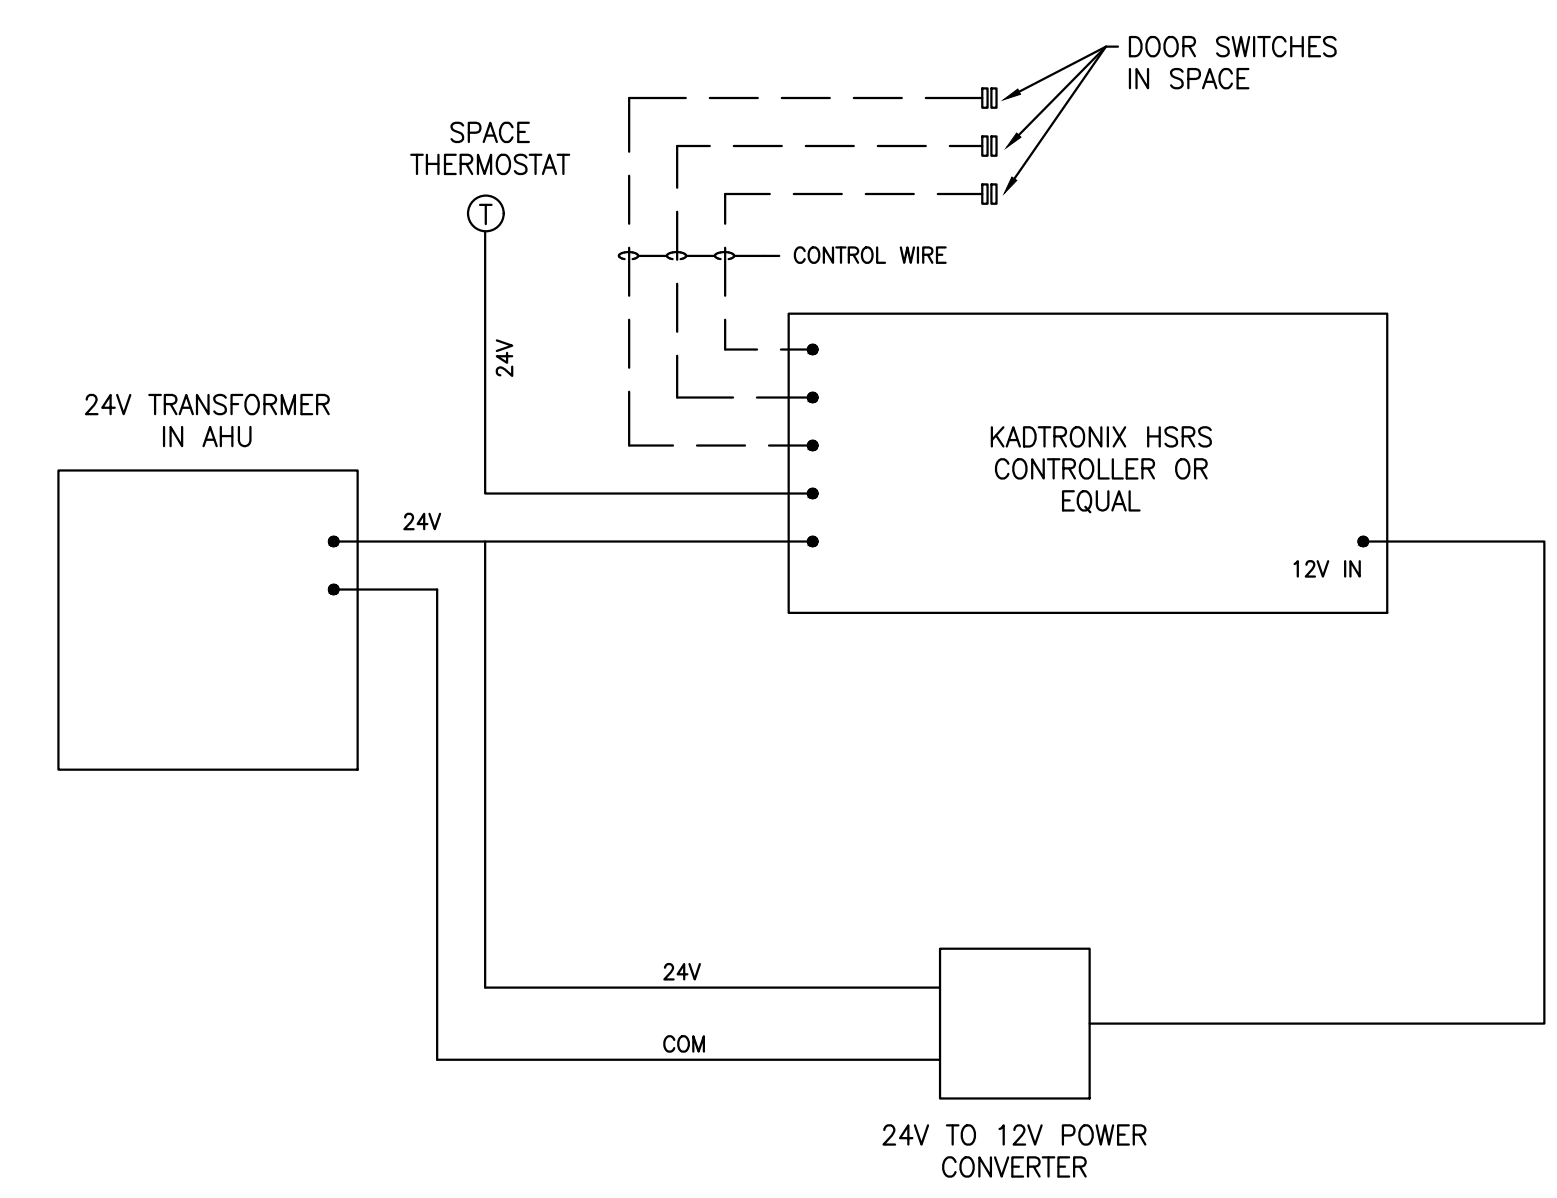 DOOR SWITCHES
IN SPACE
SPACE
THERMOSTAT
T
CONTROL WIRE
24V
24V TRANSFORMER
IN AHU
KADTRONIX HSRS
CONTROLLER OR
EQUAL
24V
12V IN
24V
COM
24V TO 12V POWER
CONVERTER